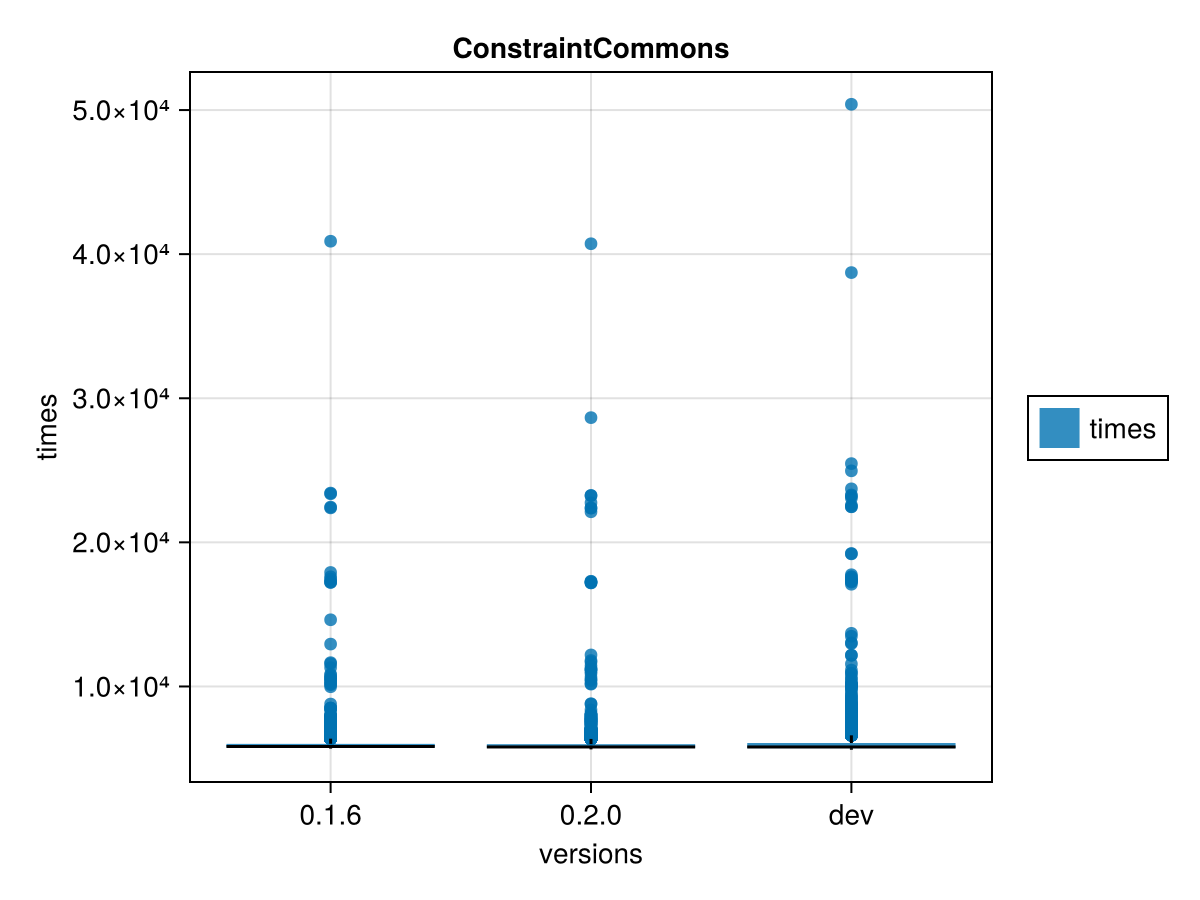 ConstraintCommons
5.0×10⁴
4.0×10⁴
3.0×10⁴
2.0×10⁴
1.0×10⁴
times
times
0.1.6
0.2.0
dev
versions